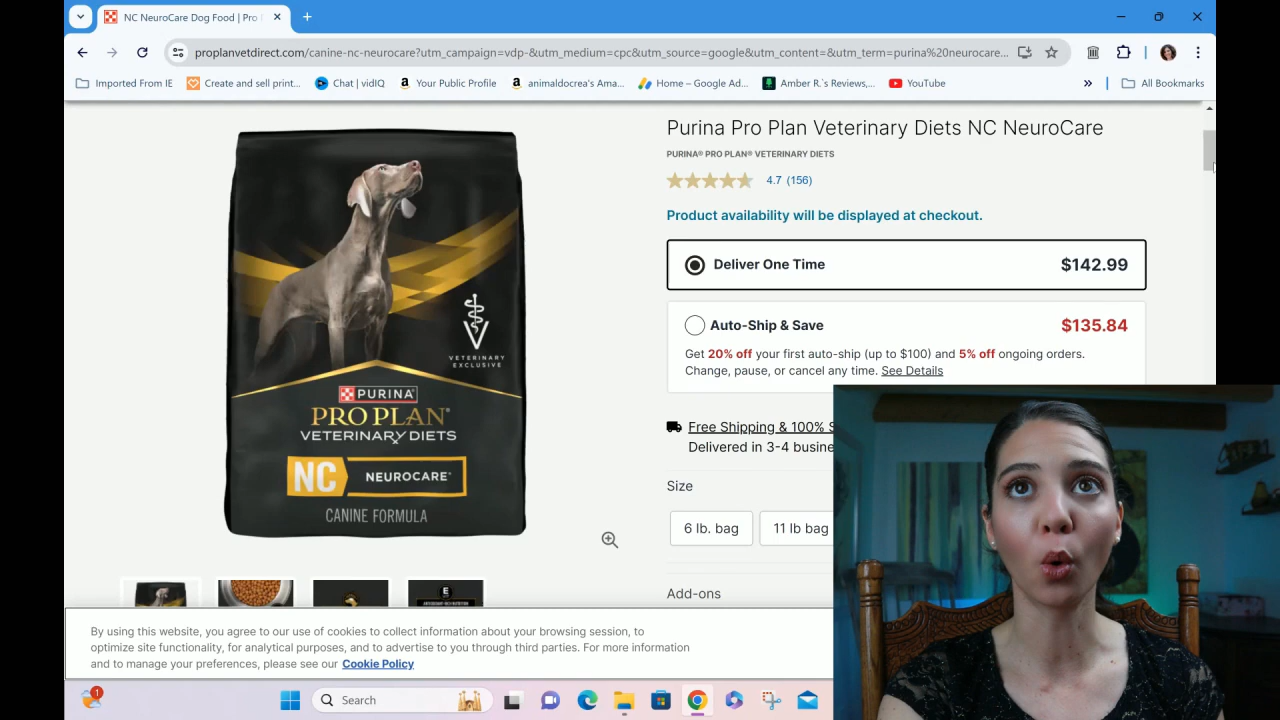 NC NeuroCare Dog Food | Pro
proplanvetdirect.com/canine-nc-neurocare?utm_campaign=vdp-&utm_medium=cpc&utm_source=google&utm_content=&utm_term=purina%20neurocare...
Imported From IE
Create and sell print...
Chat | vidIQ
Your Public Profile
animaldocrea's Ama...
Home – Google Ad...
Amber R.`s Reviews,...
YouTube
»
All Bookmarks
Purina Pro Plan Veterinary Diets NC NeuroCare
PURINA® PRO PLAN® VETERINARY DIETS
4.7 (156)
Product availability will be displayed at checkout.
Deliver One Time $142.99
Auto-Ship & Save $135.84
Get 20% off your first auto-ship (up to $100) and 5% off ongoing orders.
Change, pause, or cancel any time. See Details
Free Shipping & 100% S
Delivered in 3-4 busine
Size
6 lb. bag
11 lb bag
Add-ons
VETERINARY
EXCLUSIVE
PURINA
PRO PLAN®
VETERINARY DIETS
NC NEUROCARE
CANINE FORMULA
By using this website, you agree to our use of cookies to collect information about your browsing session, to
optimize site functionality, for analytical purposes, and to advertise to you through third parties. For more information
and to manage your preferences, please see our Cookie Policy
1
Search